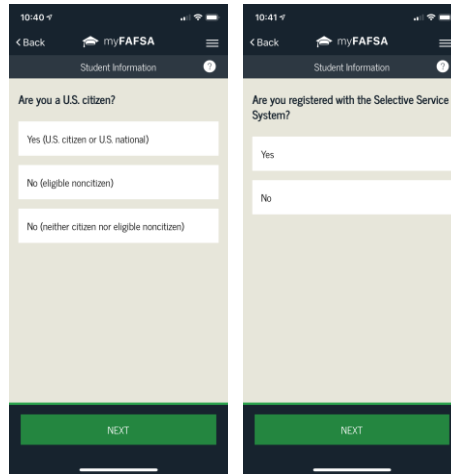 10:40
< Back
myFAFSA
Student Information
?
Are you a U.S. citizen?
Yes (U.S. citizen or U.S. national)
No (eligible noncitizen)
No (neither citizen nor eligible noncitizen)
NEXT
10:41
< Back
myFAFSA
Student Information
?
Are you registered with the Selective Service
System?
Yes
No
NEXT